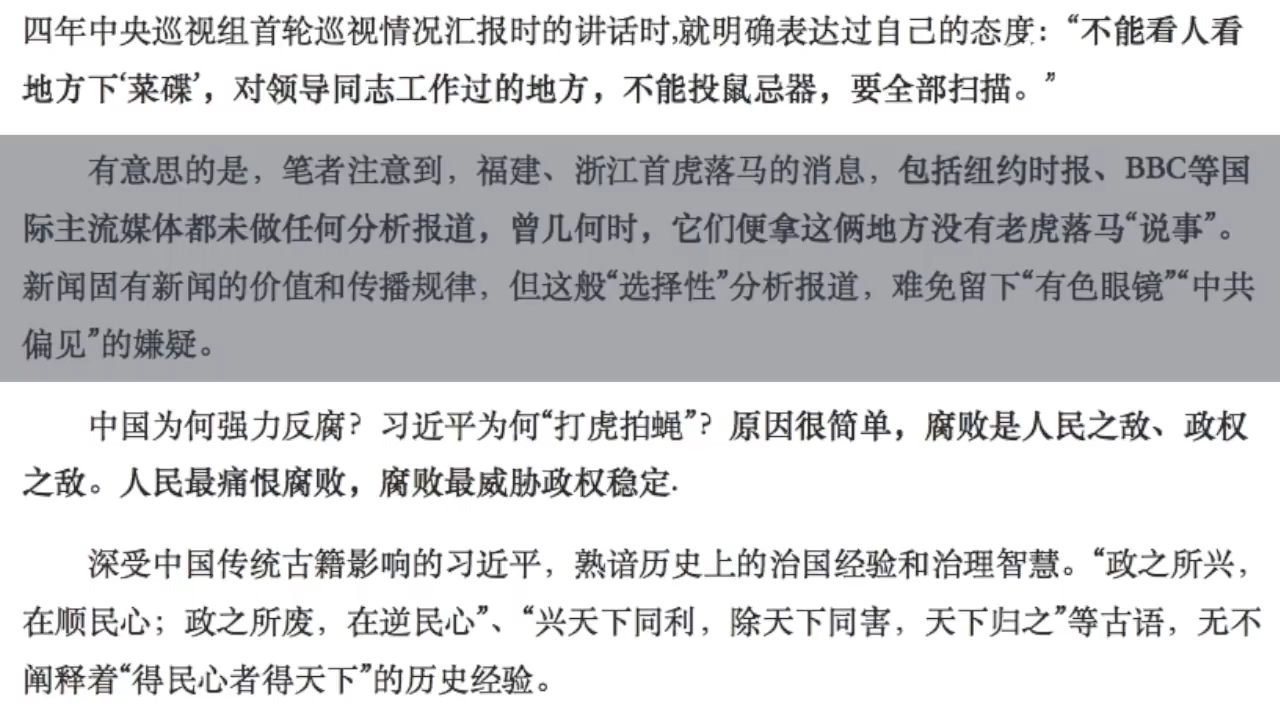 四年中央巡视组首轮巡视情况汇报时的讲话时,就明确表达过自己的态度：“不能看人看
地方下‘菜碟’，对领导同志工作过的地方，不能投鼠忌器，要全部扫描。”
有意思的是，笔者注意到，福建、浙江首虎落马的消息，包括纽约时报、BBC等国
际主流媒体都未做任何分析报道，曾几何时，它们便拿这俩地方没有老虎落马“说事”。
新闻固有新闻的价值和传播规律，但这般“选择性”分析报道，难免留下“有色眼镜”“中共
偏见”的嫌疑。
中国为何强力反腐？习近平为何“打虎拍蝇”？原因很简单，腐败是人民之敌、政权
之敌。人民最痛恨腐败，腐败最威胁政权稳定.
深受中国传统古籍影响的习近平，熟谙历史上的治国经验和治理智慧。“政之所兴，
在顺民心；政之所废，在逆民心”、“兴天下同利，除天下同害，天下归之”等古语，无不
阐释着“得民心者得天下”的历史经验。